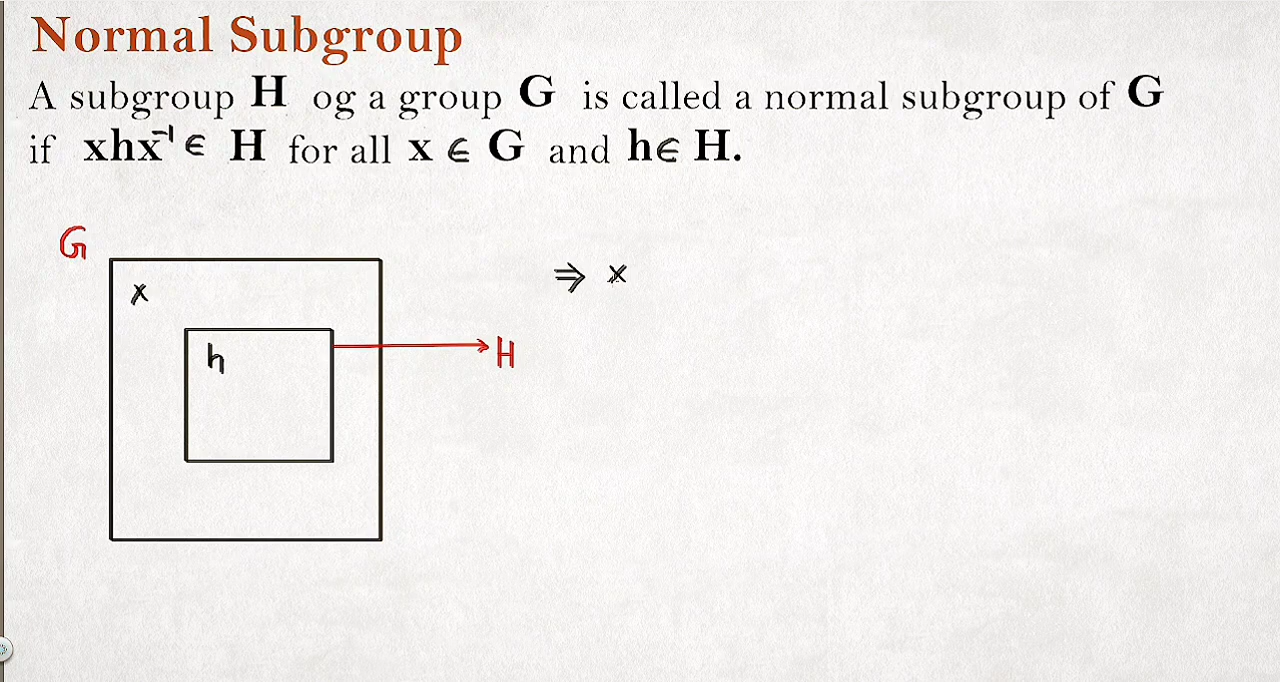 Normal Subgroup
A subgroup H og a group G is called a normal subgroup of G
if xhx⁻¹ ∈ H for all x ∈ G and h∈ H.
G
x
⇒ x
h
H